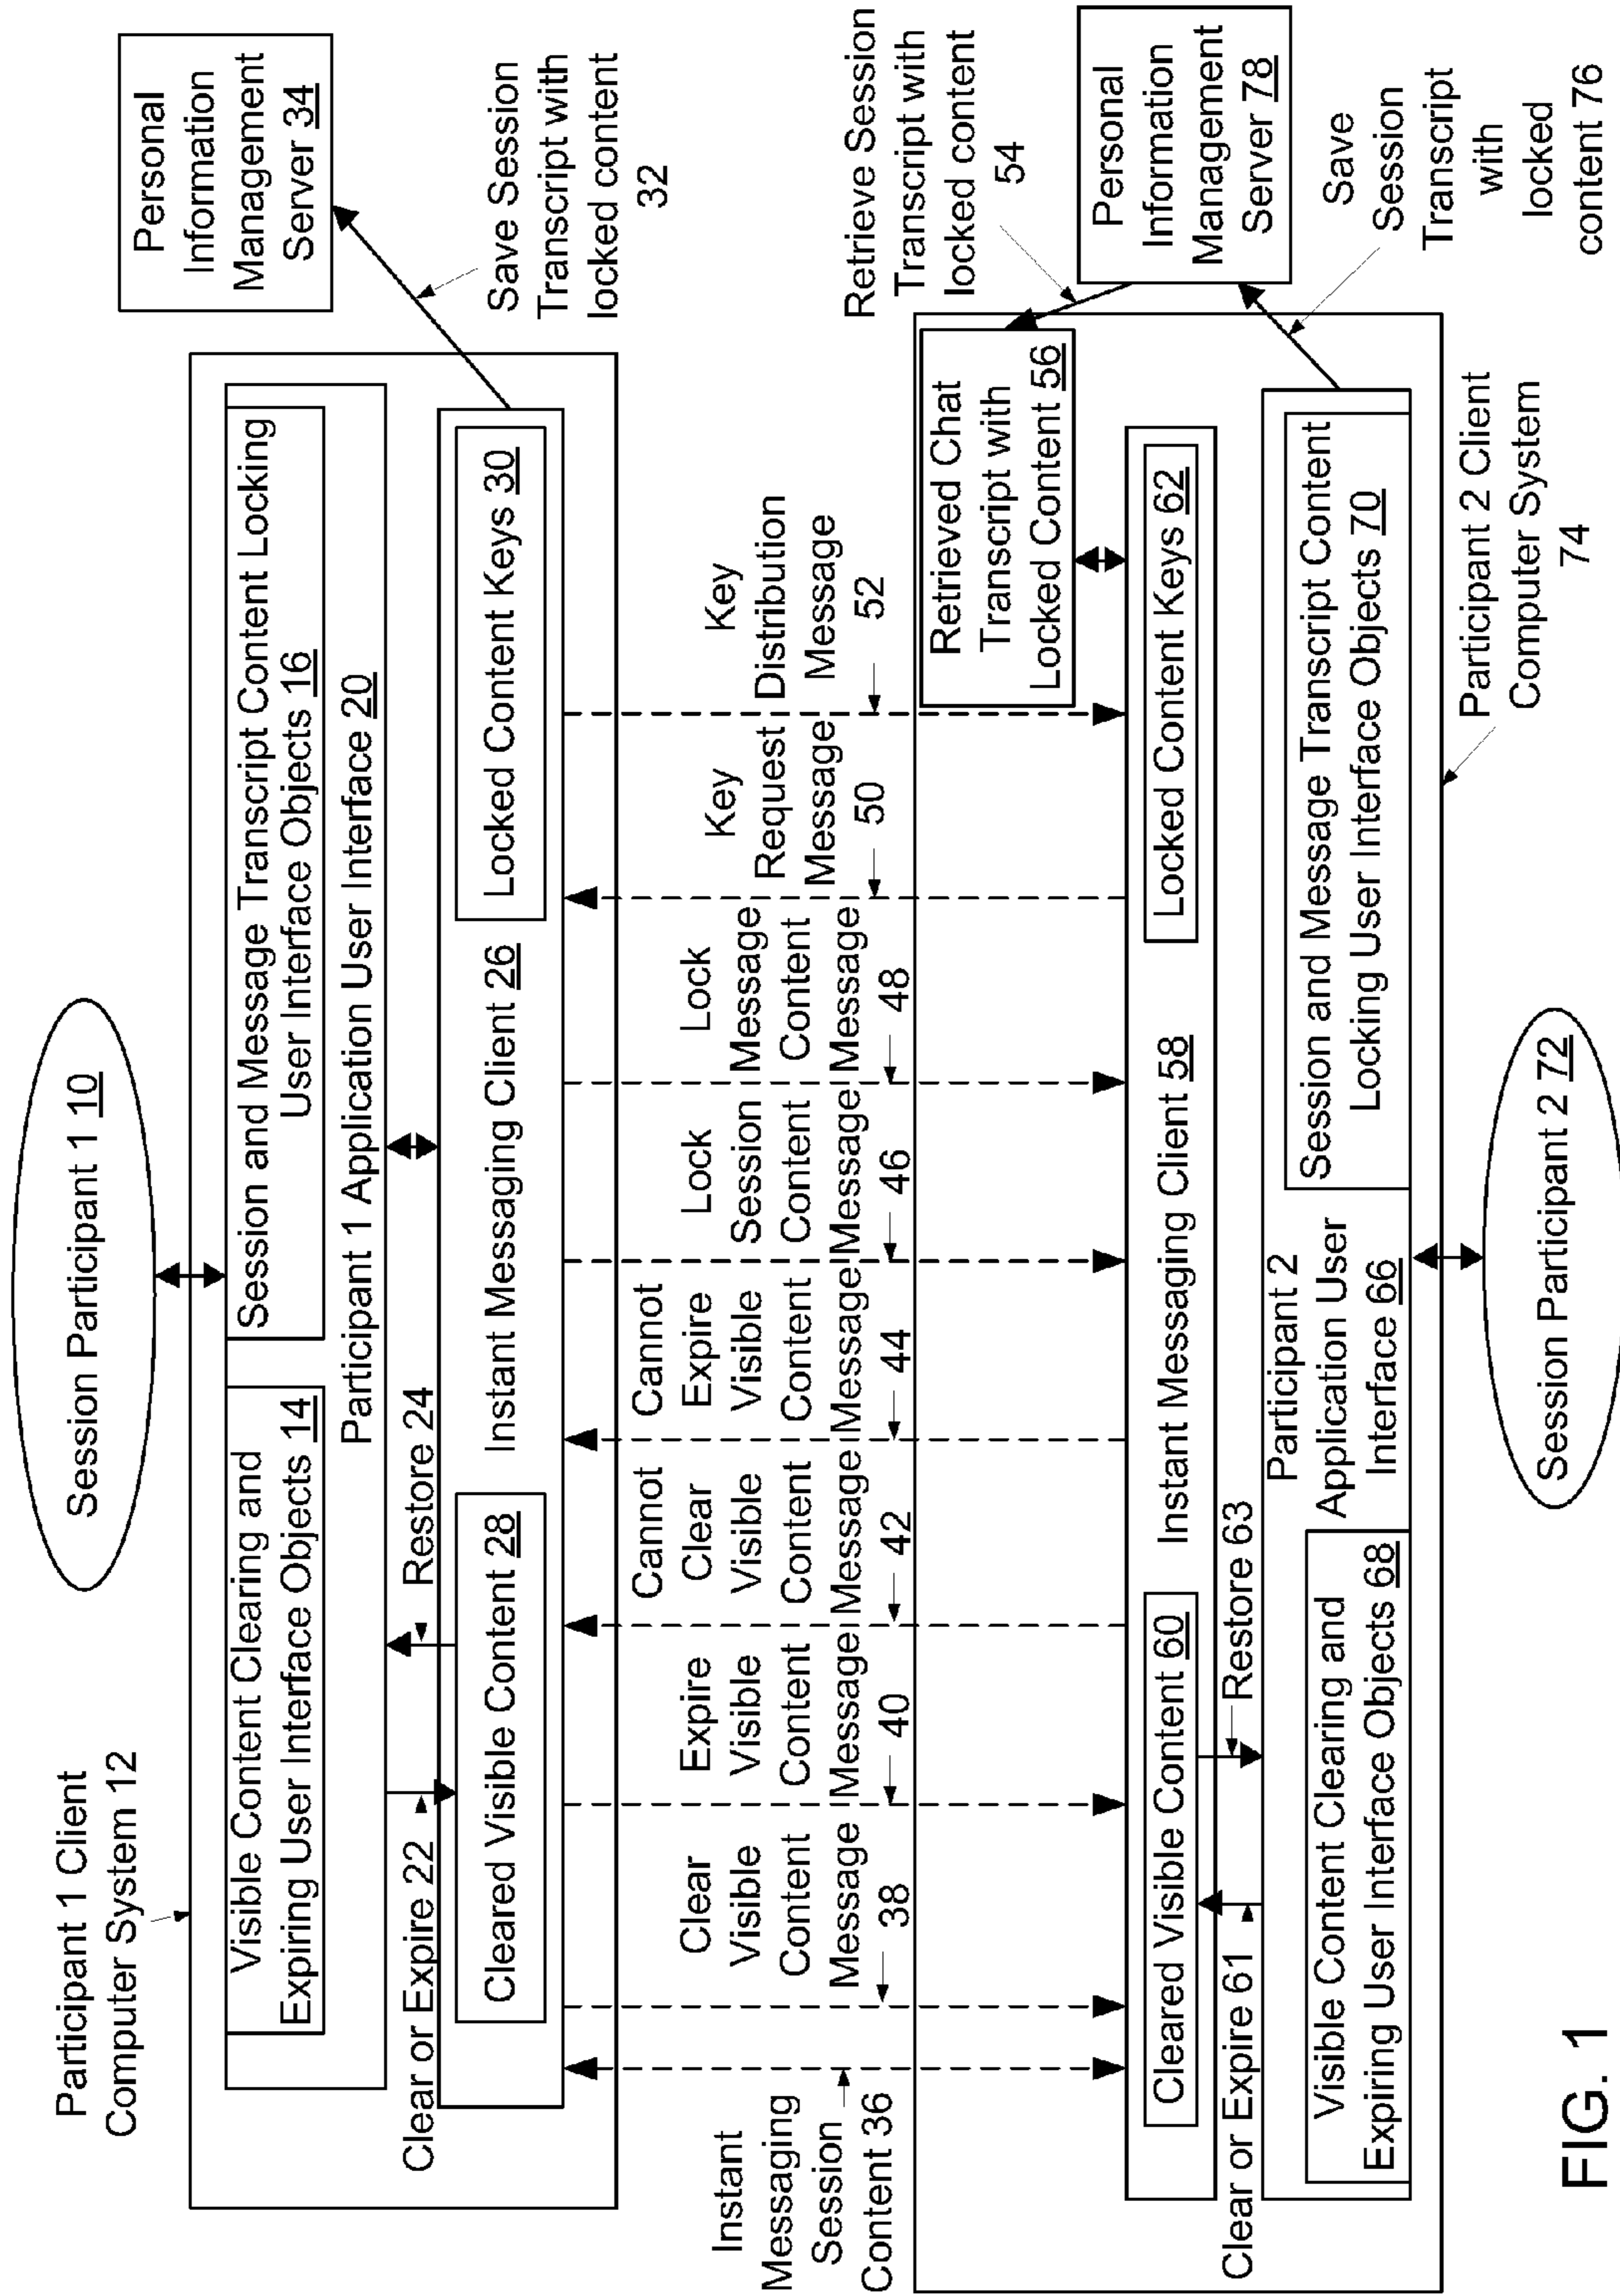 Session Participant 1 10
Participant 1 Client
Computer System 12
Visible Content Clearing and
Expiring User Interface Objects 14
Session and Message Transcript Content Locking
User Interface Objects 16
Participant 1 Application User Interface 20
Personal
Information
Management
Server 34
Clear or Expire 22
Restore 24
Cleared Visible Content 28
Instant Messaging Client 26
Locked Content Keys 30
Save Session
Transcript with
locked content
32
Instant
Messaging
Session
Content 36
Clear
Visible
Content
Message
38
Expire
Visible
Content
Message
40
Cannot
Clear
Visible
Content
Message
42
Cannot
Expire
Visible
Content
Message
44
Lock
Session
Content
Message
46
Lock
Message
Content
Message
48
Key
Request
Message
50
Key
Distribution
Message
52
Retrieve Session
Transcript with
locked content
54
Retrieved Chat
Transcript with
Locked Content 56
Personal
Information
Management
Server 78
Cleared Visible Content 60
Instant Messaging Client 58
Locked Content Keys 62
Clear or Expire 61
Restore 63
Visible Content Clearing and
Expiring User Interface Objects 68
Participant 2
Application User
Interface 66
Session and Message Transcript Content
Locking User Interface Objects 70
Save
Session
Transcript
with
locked
content 76
Participant 2 Client
Computer System
74
Session Participant 2 72
FIG. 1